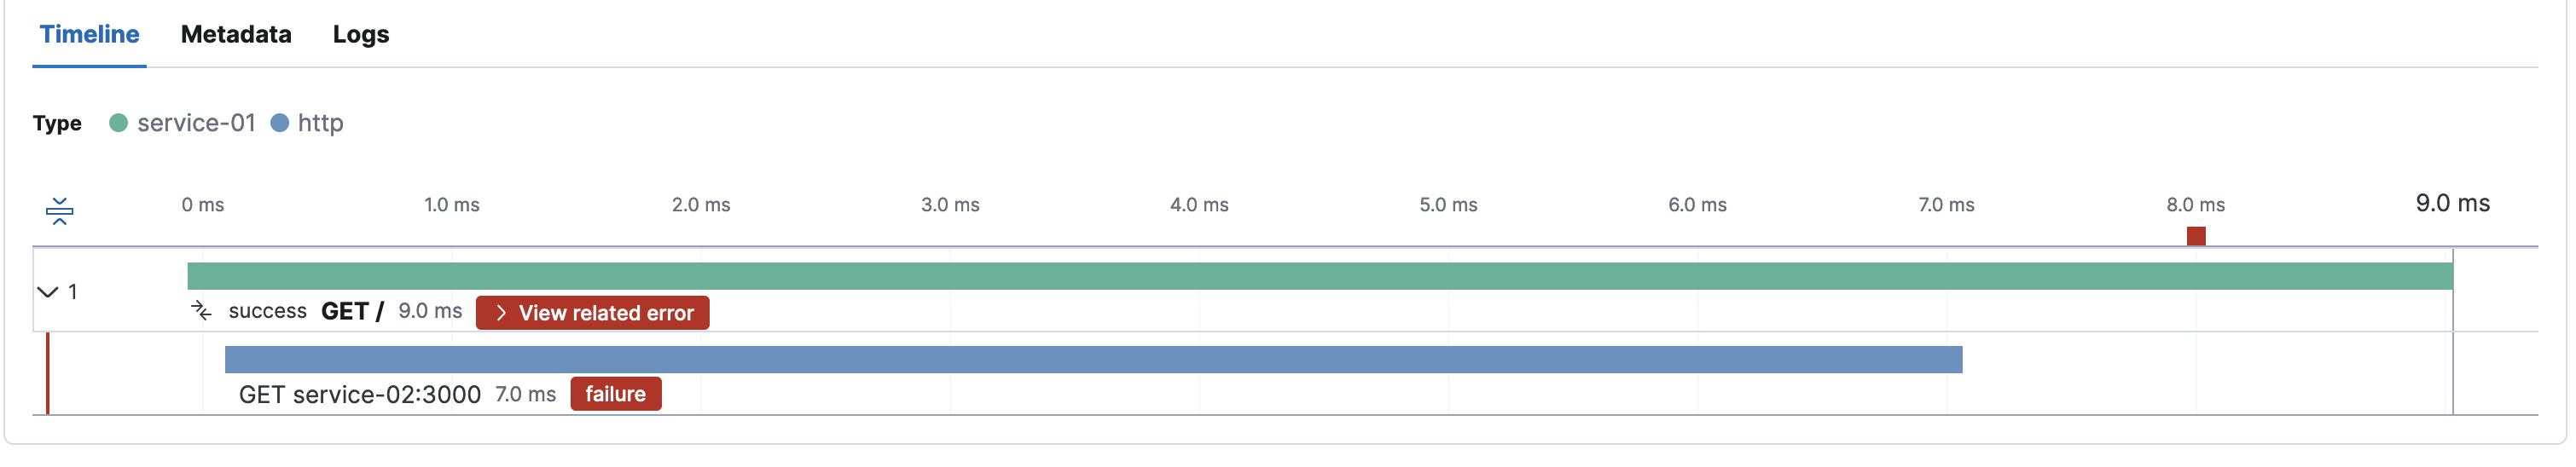 Timeline Metadata Logs
Type service-01 http
0 ms 1.0 ms 2.0 ms 3.0 ms 4.0 ms 5.0 ms 6.0 ms 7.0 ms 8.0 ms 9.0 ms
1
success GET / 9.0 ms View related error
GET service-02:3000 7.0 ms failure